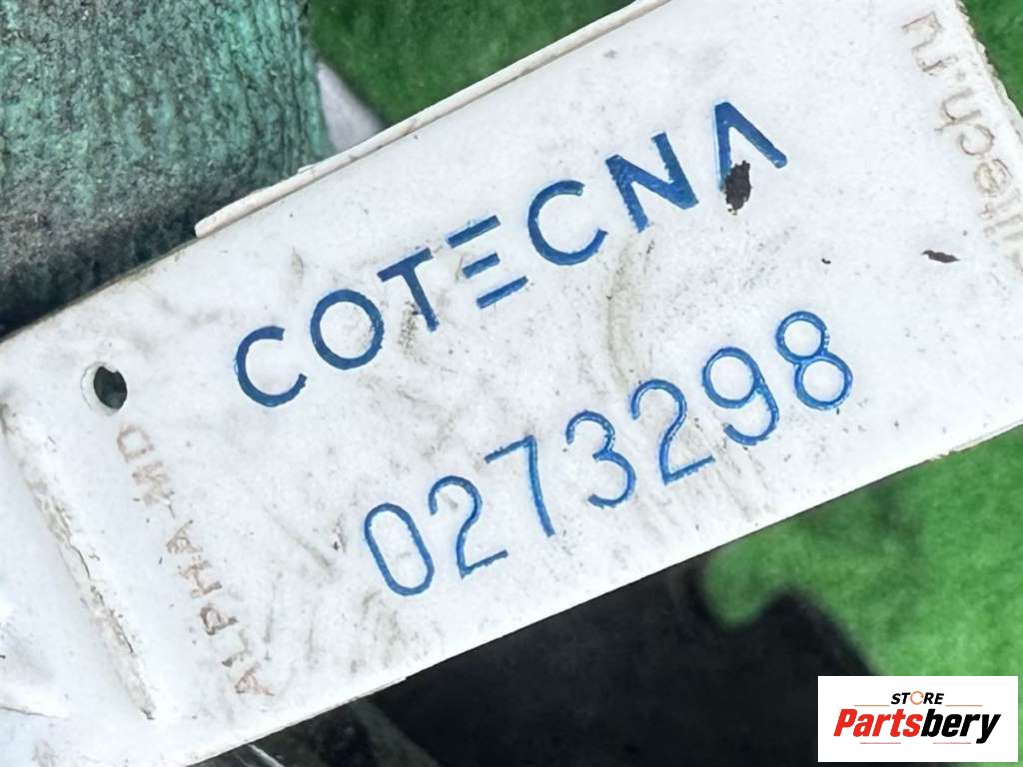 COTECNA
0273298
ALPHA-MD
STORE
Partsbery